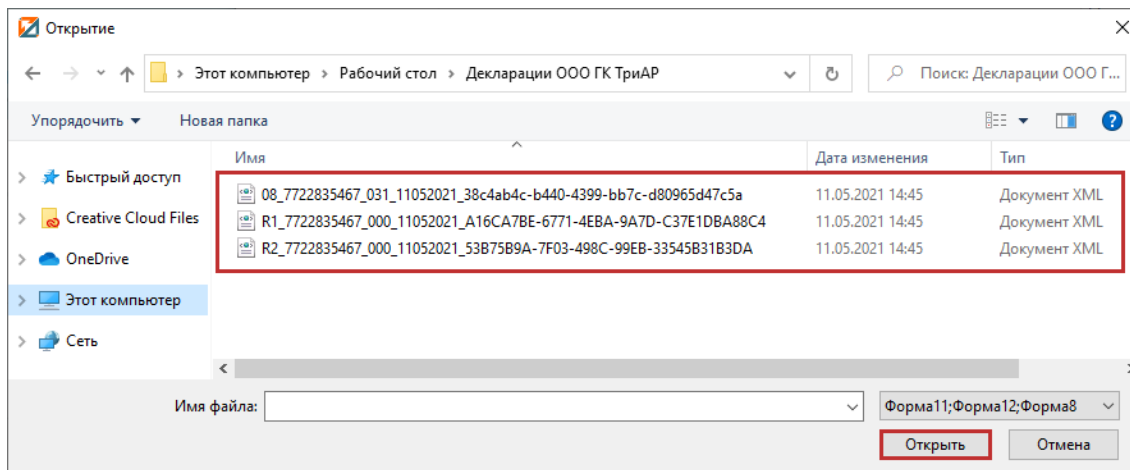 Открытие
Этот компьютер › Рабочий стол › Декларации ООО ГК ТриАР
Поиск: Декларации ООО Г...
Упорядочить
Новая папка
Имя
Дата изменения
Тип
Быстрый доступ
Creative Cloud Files
OneDrive
Этот компьютер
Сеть
08_7722835467_031_11052021_38c4ab4c-b440-4399-bb7c-d80965d47c5a 11.05.2021 14:45 Документ XML
R1_7722835467_000_11052021_A16CA7BE-6771-4EBA-9A7D-C37E1DBA88C4 11.05.2021 14:45 Документ XML
R2_7722835467_000_11052021_53B75B9A-7F03-498C-99EB-33545B31B3DA 11.05.2021 14:45 Документ XML
Имя файла:
Форма11;Форма12;Форма8
Открыть
Отмена